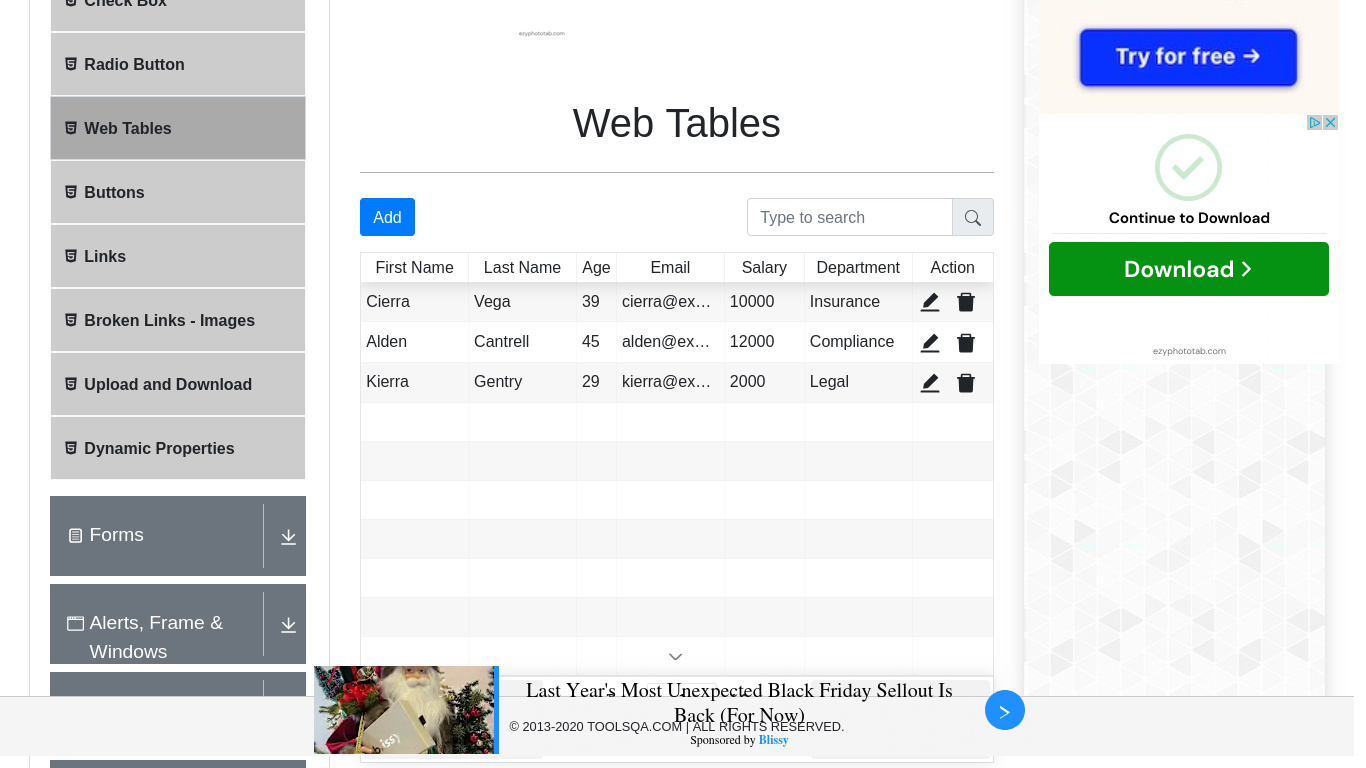 Check Box
Radio Button
Web Tables
Buttons
Links
Broken Links - Images
Upload and Download
Dynamic Properties
Forms
Alerts, Frame &
Windows
ezyphototab.com
Web Tables
Add
Type to search
First Name Last Name Age Email Salary Department Action
Cierra Vega 39 cierra@ex… 10000 Insurance
Alden Cantrell 45 alden@ex… 12000 Compliance
Kierra Gentry 29 kierra@ex… 2000 Legal
Try for free →
Continue to Download
Download
ezyphototab.com
Last Year's Most Unexpected Black Friday Sellout Is
Back (For Now)
© 2013-2020 TOOLSQA.COM | ALL RIGHTS RESERVED.
Sponsored by Blissy